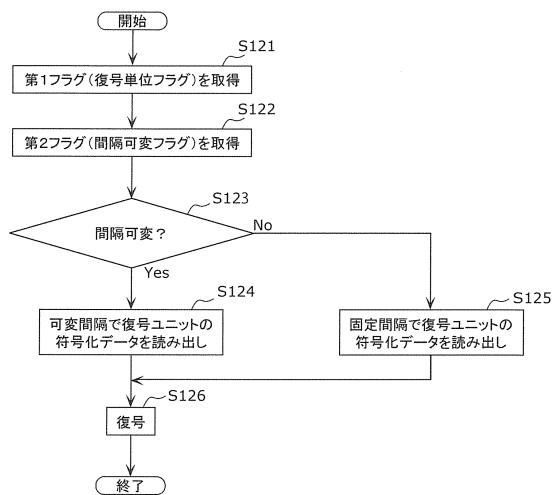 開始
S121
第1フラグ(復号単位フラグ)を取得
S122
第2フラグ(間隔可変フラグ)を取得
S123
間隔可変?
No
Yes
S124
可変間隔で復号ユニットの
符号化データを読み出し
S125
固定間隔で復号ユニットの
符号化データを読み出し
S126
復号
終了